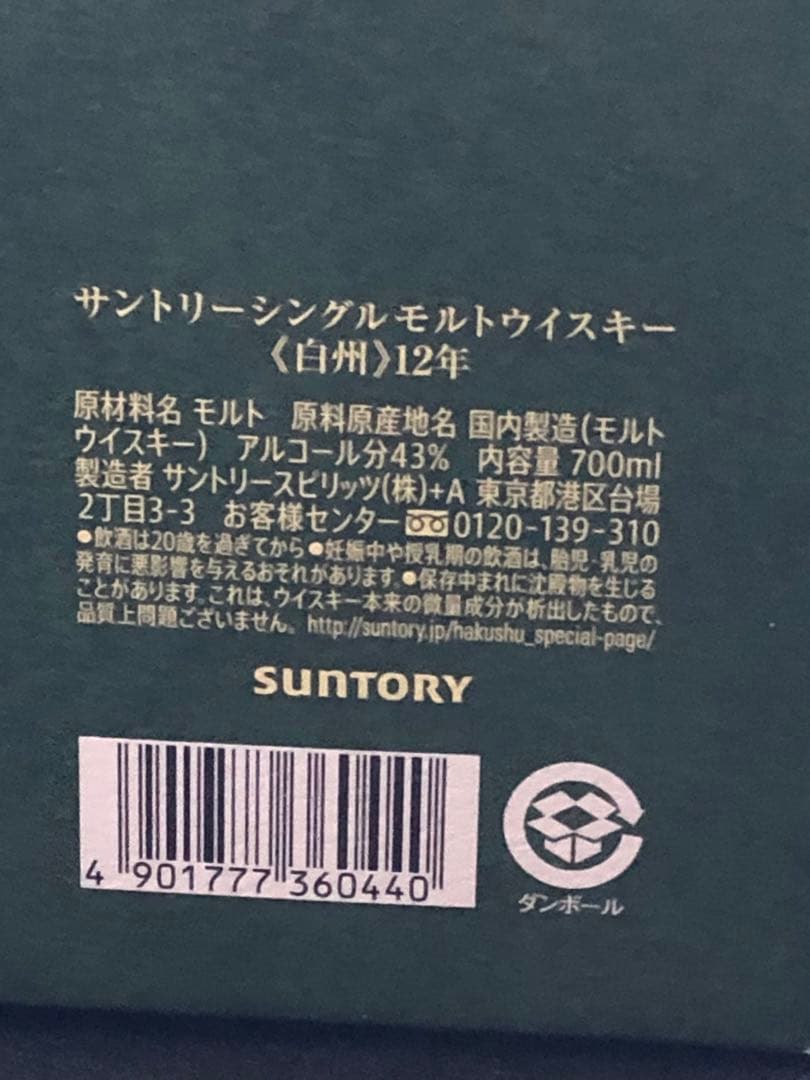 サントリーシングルモルトウイスキー
《白州》12年
原材料名 モルト 原料原産地名 国内製造(モルト
ウイスキー) アルコール分43% 内容量 700ml
製造者 サントリースピリッツ(株)+A 東京都港区台場
2丁目3-3 お客様センター 0120-139-310
●飲酒は20歳を過ぎてから●妊娠中や授乳期の飲酒は、胎児・乳児の
発育に悪影響を与えるおそれがあります。●保存中まれに沈殿物を生じる
ことがあります。これは、ウイスキー本来の微量成分が析出したもので、
品質上問題ございません。http://suntory.jp/hakushu_special-page/
SUNTORY
4 901777 360440
ダンボール